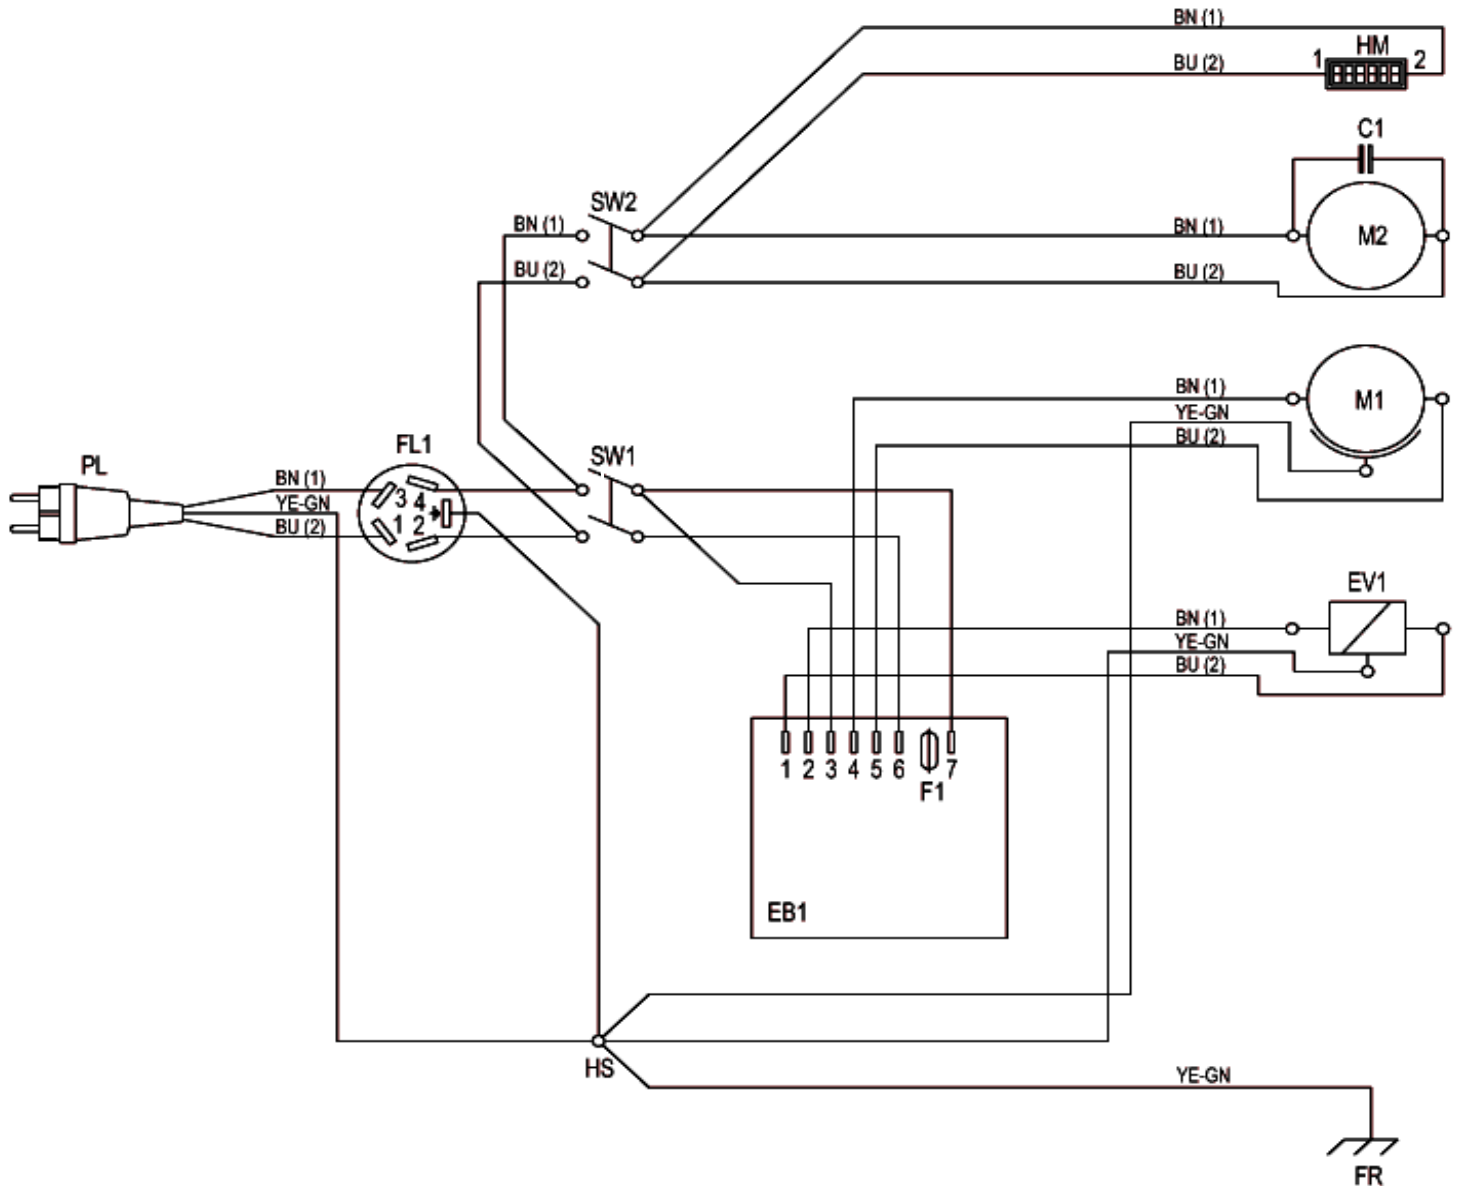 BN (1)
HM
1
2
BU (2)
C1
SW2
BN (1)
BN (1)
M2
BU (2)
BU (2)
BN (1)
M1
YE-GN
FL1
BU (2)
SW1
PL
BN (1)
3
4
YE-GN
1
2
BU (2)
EV1
BN (1)
YE-GN
BU (2)
1 2 3 4 5 6 7
F1
EB1
HS
YE-GN
FR